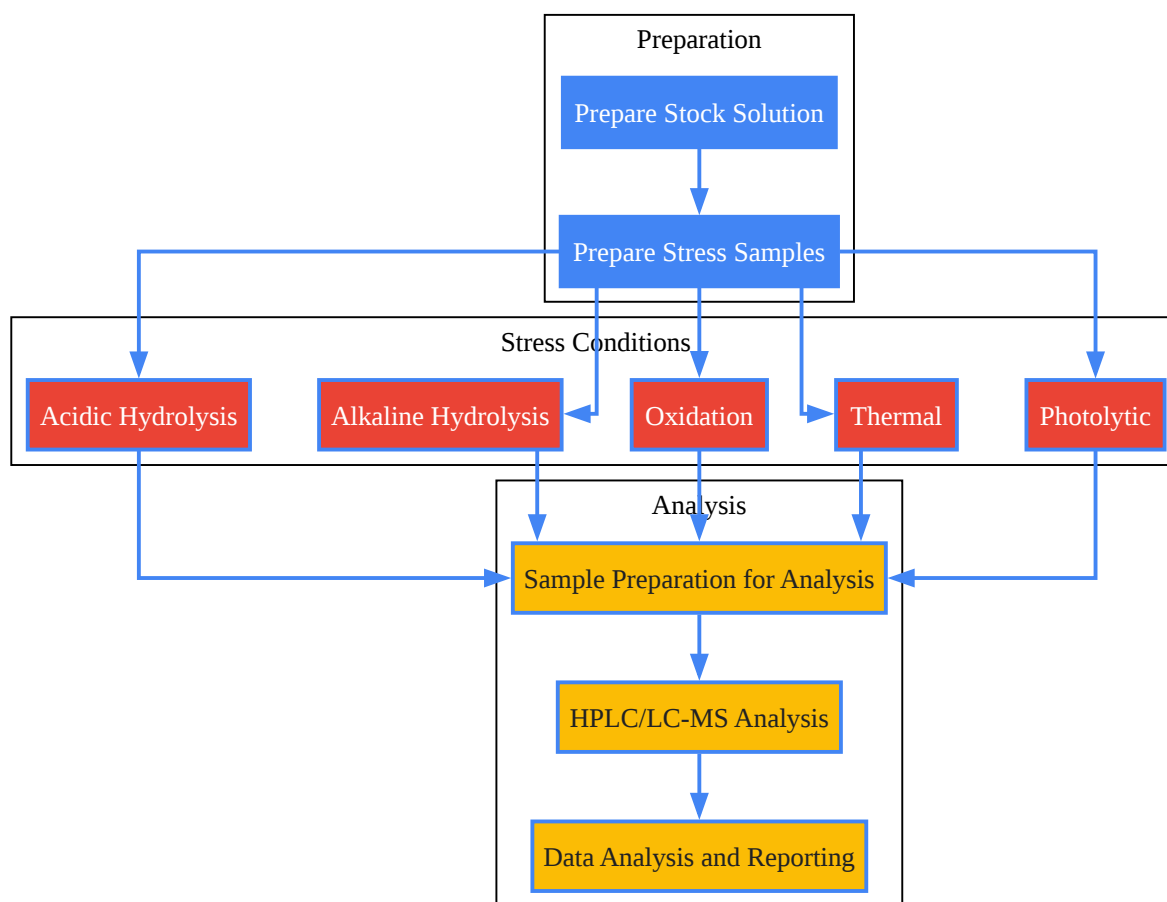 Preparation
Prepare Stock Solution
Prepare Stress Samples
Stress Conditions
Acidic Hydrolysis
Alkaline Hydrolysis
Oxidation
Thermal
Photolytic
Analysis
Sample Preparation for Analysis
HPLC/LC-MS Analysis
Data Analysis and Reporting